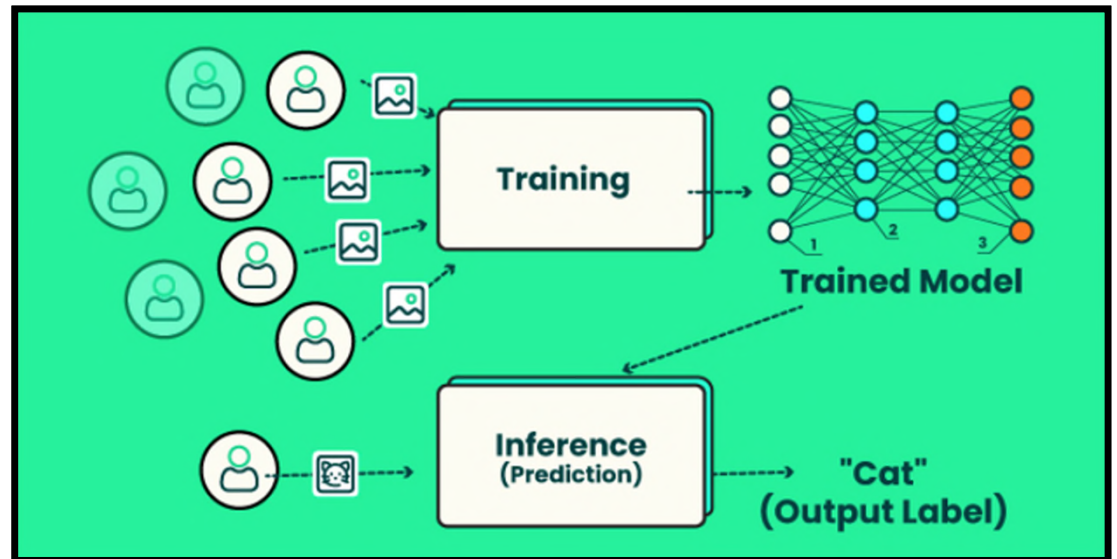 Training
1
2
3
Trained Model
Inference
(Prediction)
"Cat"
(Output Label)